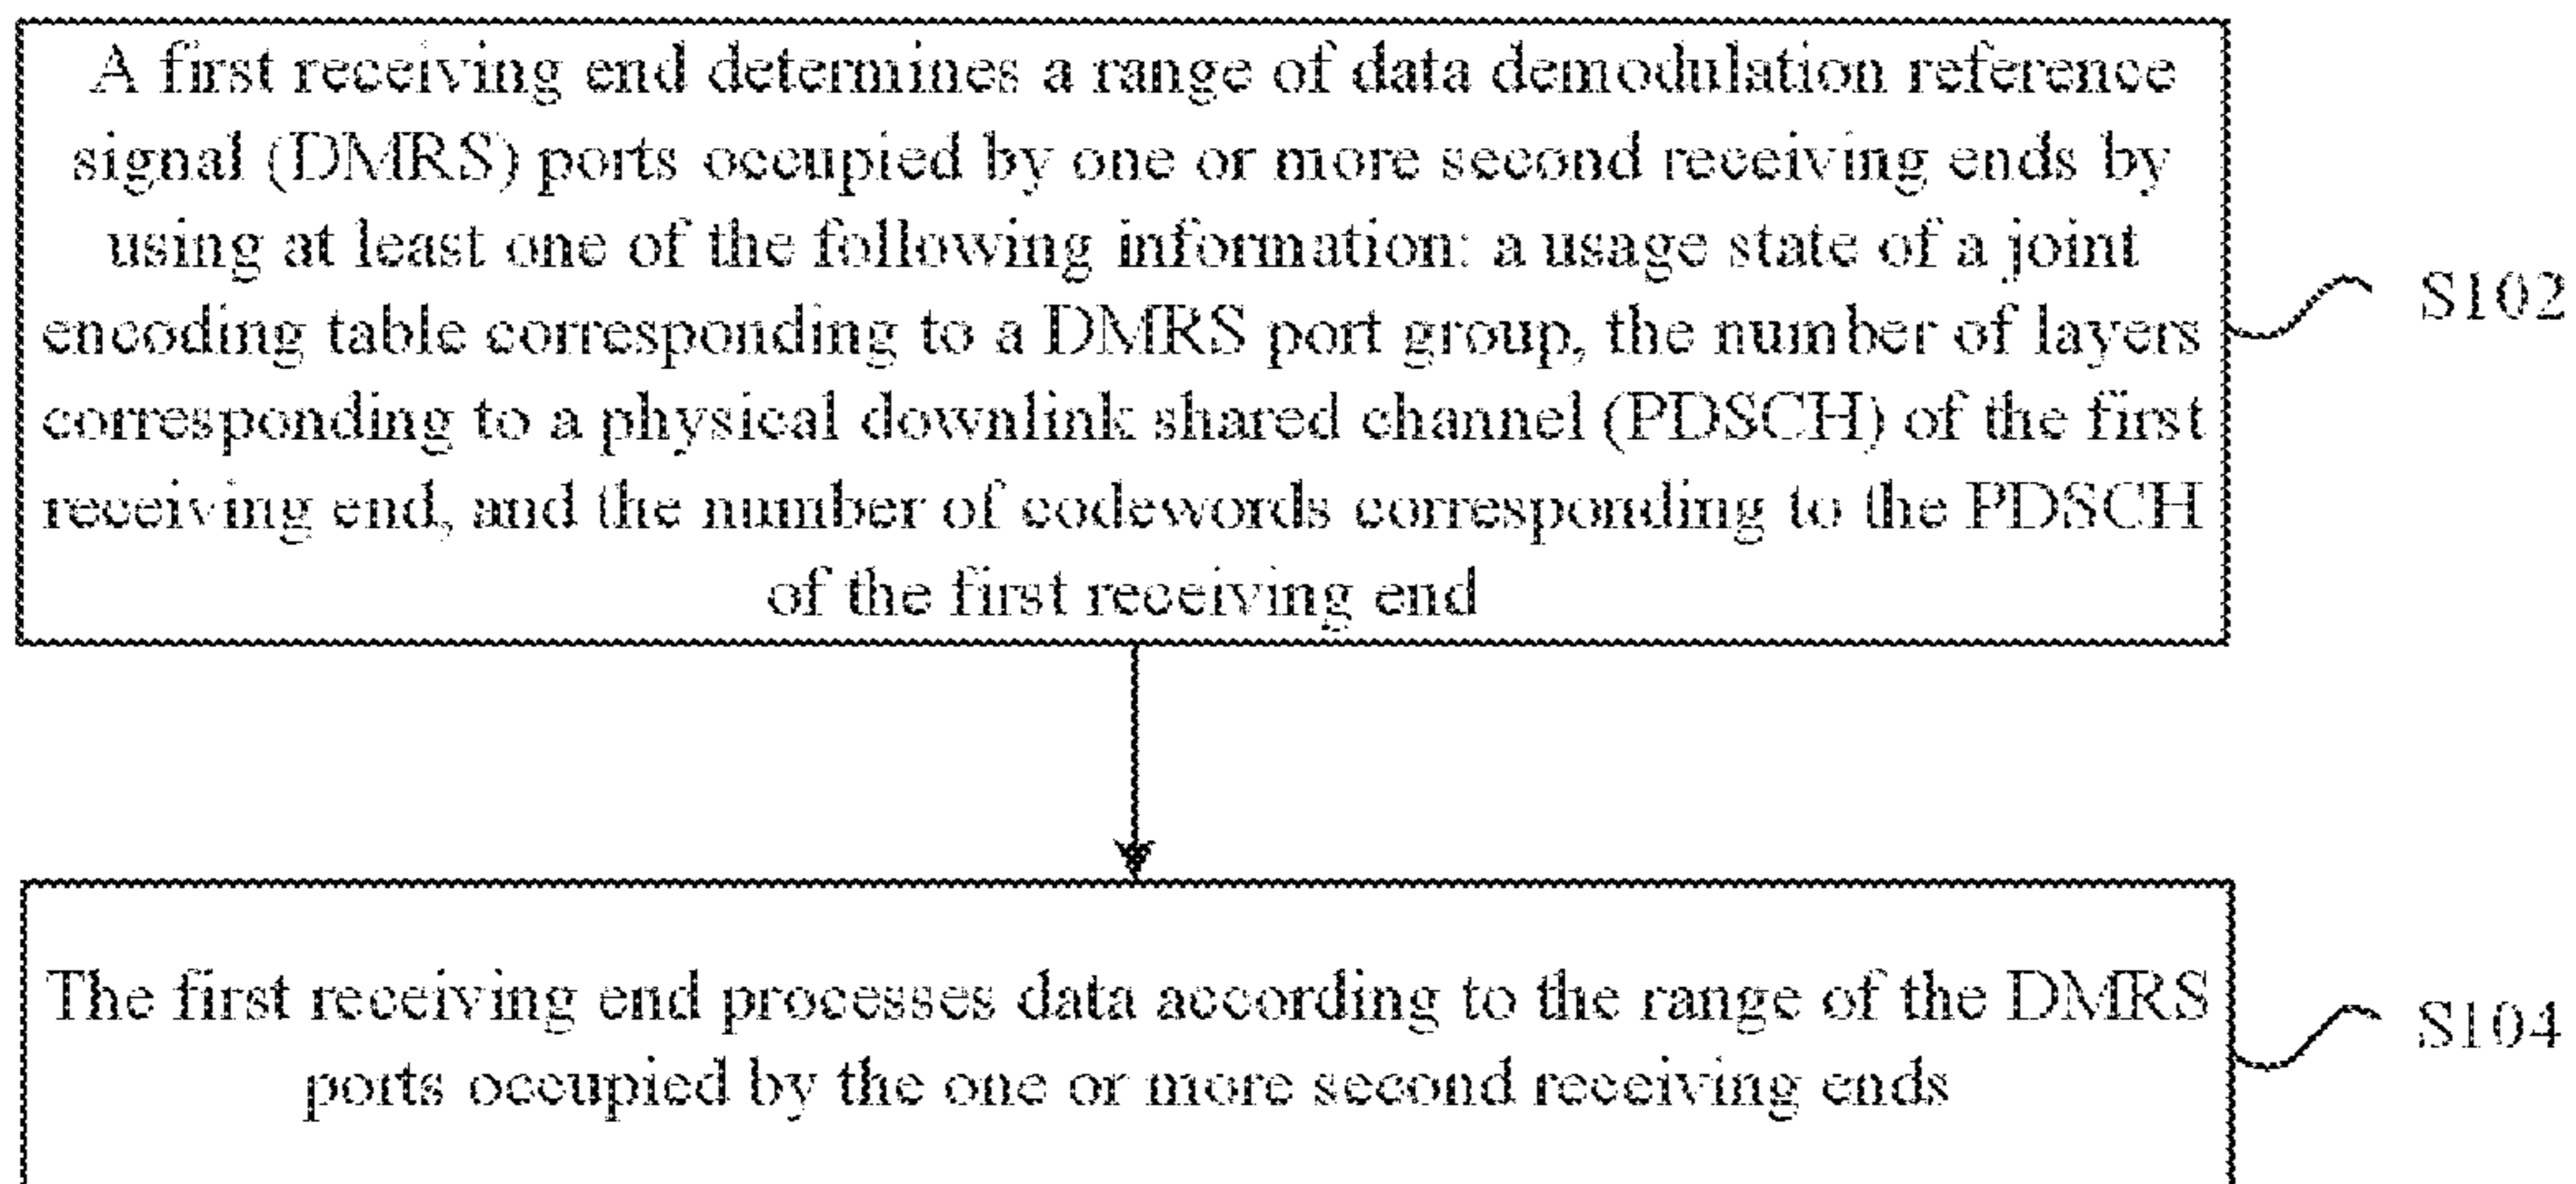 A first receiving end determines a range of data demodulation reference
signal (DMRS) ports occupied by one or more second receiving ends by
using at least one of the following information: a usage state of a joint
encoding table corresponding to a DMRS port group, the number of layers
corresponding to a physical downlink shared channel (PDSCH) of the first
receiving end, and the number of codewords corresponding to the PDSCH
of the first receiving end
S102
The first receiving end processes data according to the range of the DMRS
ports occupied by the one or more second receiving ends
S104